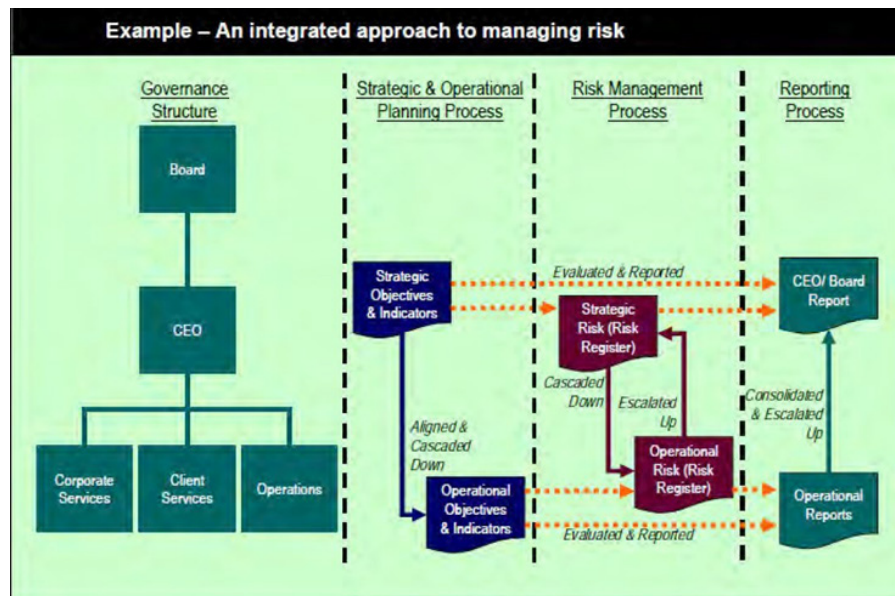 Example – An integrated approach to managing risk
Governance
Structure
Strategic & Operational
Planning Process
Risk Management
Process
Reporting
Process
Board
CEO
Corporate
Services
Client
Services
Operations
Strategic
Objectives
& Indicators
Aligned &
Cascaded
Down
Operational
Objectives
& Indicators
Evaluated & Reported
Strategic
Risk (Risk
Register)
Cascaded
Down
Escalated
Up
Operational
Risk (Risk
Register)
Evaluated & Reported
CEO/ Board
Report
Consolidated
& Escalated
Up
Operational
Reports